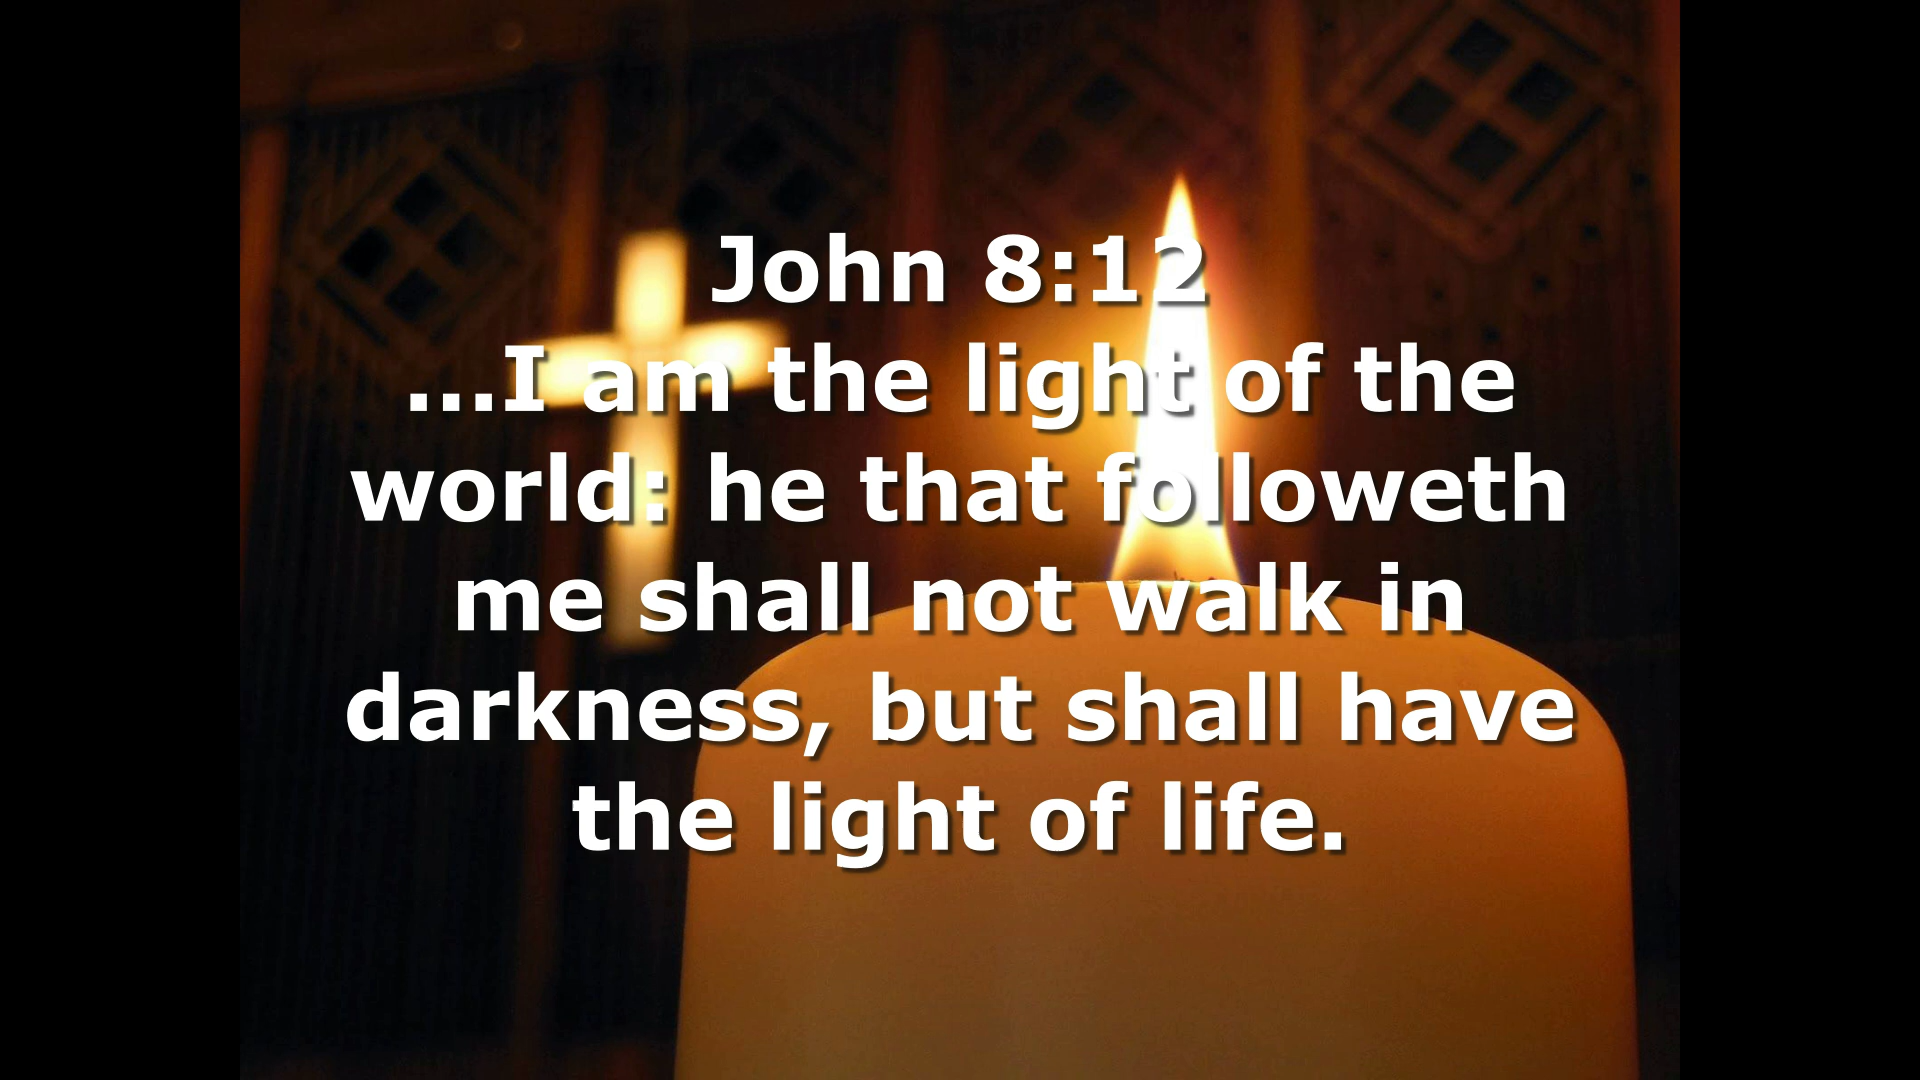 John 8:12
...I am the light of the
world: he that followeth
me shall not walk in
darkness, but shall have
the light of life.